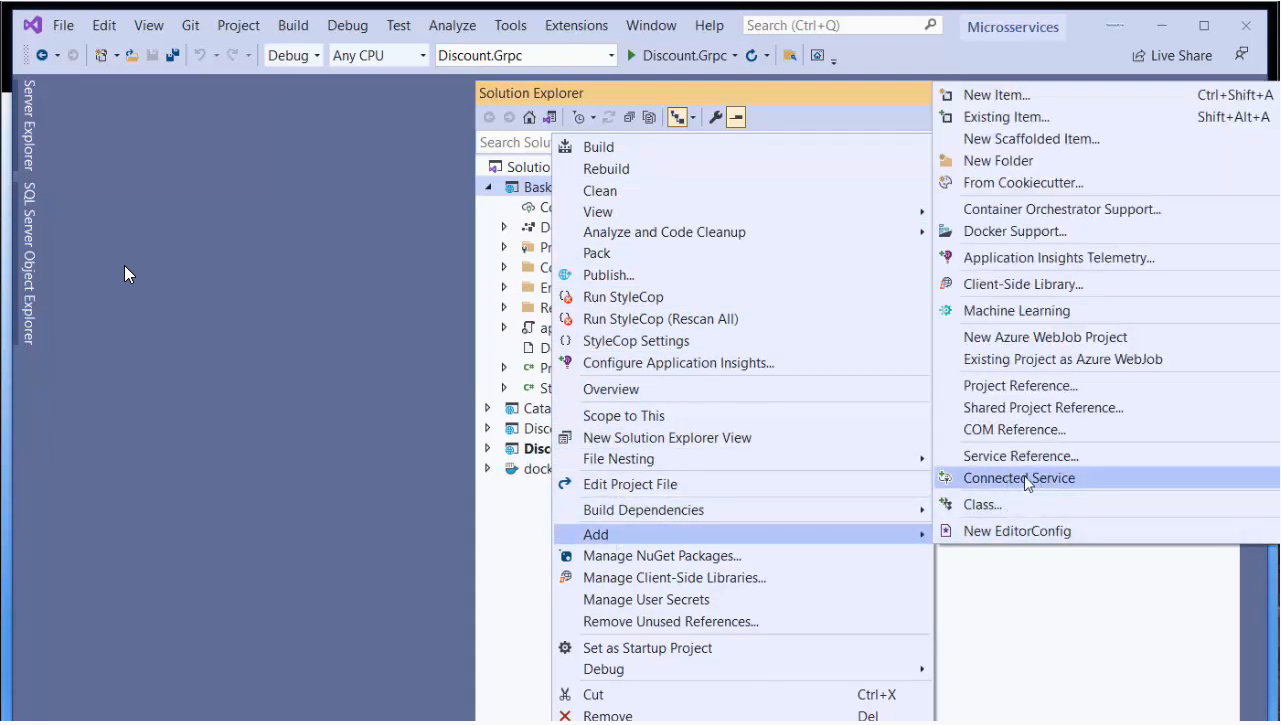 File Edit View Git Project Build Debug Test Analyze Tools Extensions Window Help Search (Ctrl+Q) Microsservices
Debug Any CPU Discount.Grpc Discount.Grpc Live Share
Server Explorer
SQL Server Object Explorer
Solution Explorer
Search Solu
Solutio
Bask
Co
D
Pr
Co
En
Re
ap
D
Pr
St
Cata
Disc
Disc
dock
Build
Rebuild
Clean
View
Analyze and Code Cleanup
Pack
Publish...
Run StyleCop
Run StyleCop (Rescan All)
StyleCop Settings
Configure Application Insights...
Overview
Scope to This
New Solution Explorer View
File Nesting
Edit Project File
Build Dependencies
Add
Manage NuGet Packages...
Manage Client-Side Libraries...
Manage User Secrets
Remove Unused References...
Set as Startup Project
Debug
Cut Ctrl+X
Remove Del
New Item... Ctrl+Shift+A
Existing Item... Shift+Alt+A
New Scaffolded Item...
New Folder
From Cookiecutter...
Container Orchestrator Support...
Docker Support...
Application Insights Telemetry...
Client-Side Library...
Machine Learning
New Azure WebJob Project
Existing Project as Azure WebJob
Project Reference...
Shared Project Reference...
COM Reference...
Service Reference...
Connected Service
Class...
New EditorConfig